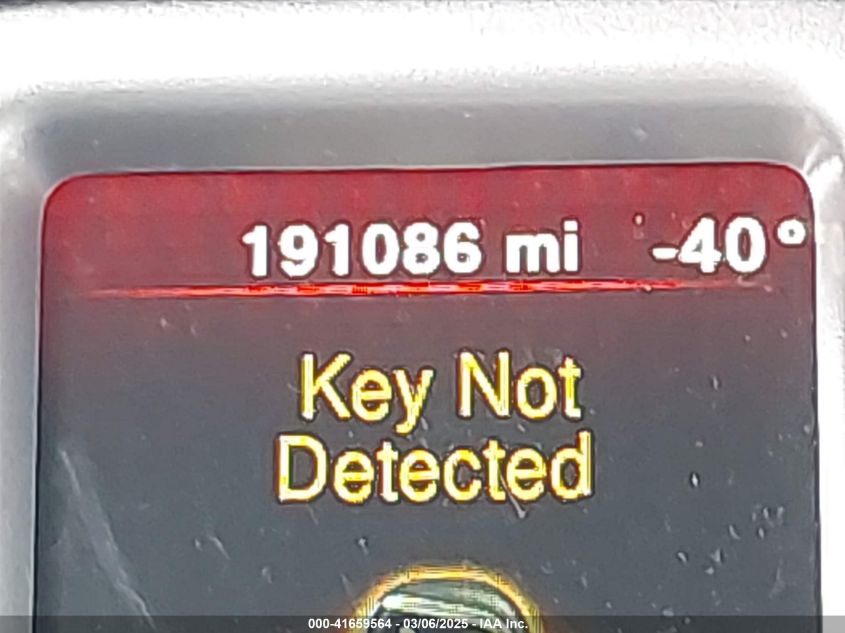 191086 mi -40°
Key Not
Detected
000-41659564 - 03/06/2025 - IAA Inc.